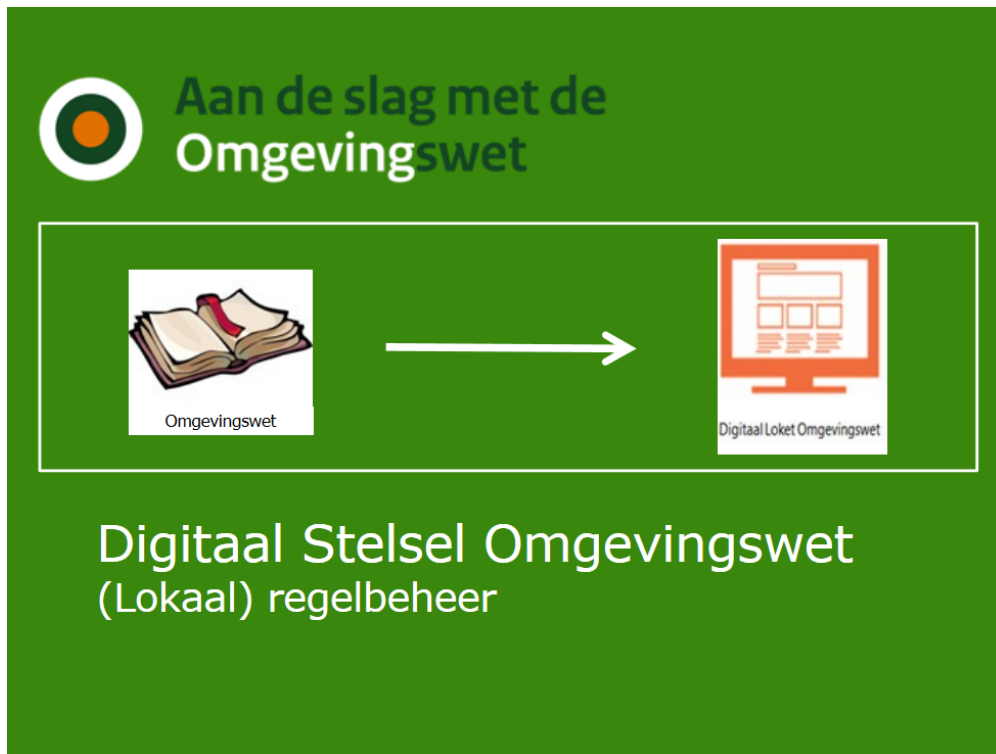 Aan de slag met de
Omgevingswet
Omgevingswet
Digitaal Loket Omgevingswet
Digitaal Stelsel Omgevingswet
(Lokaal) regelbeheer